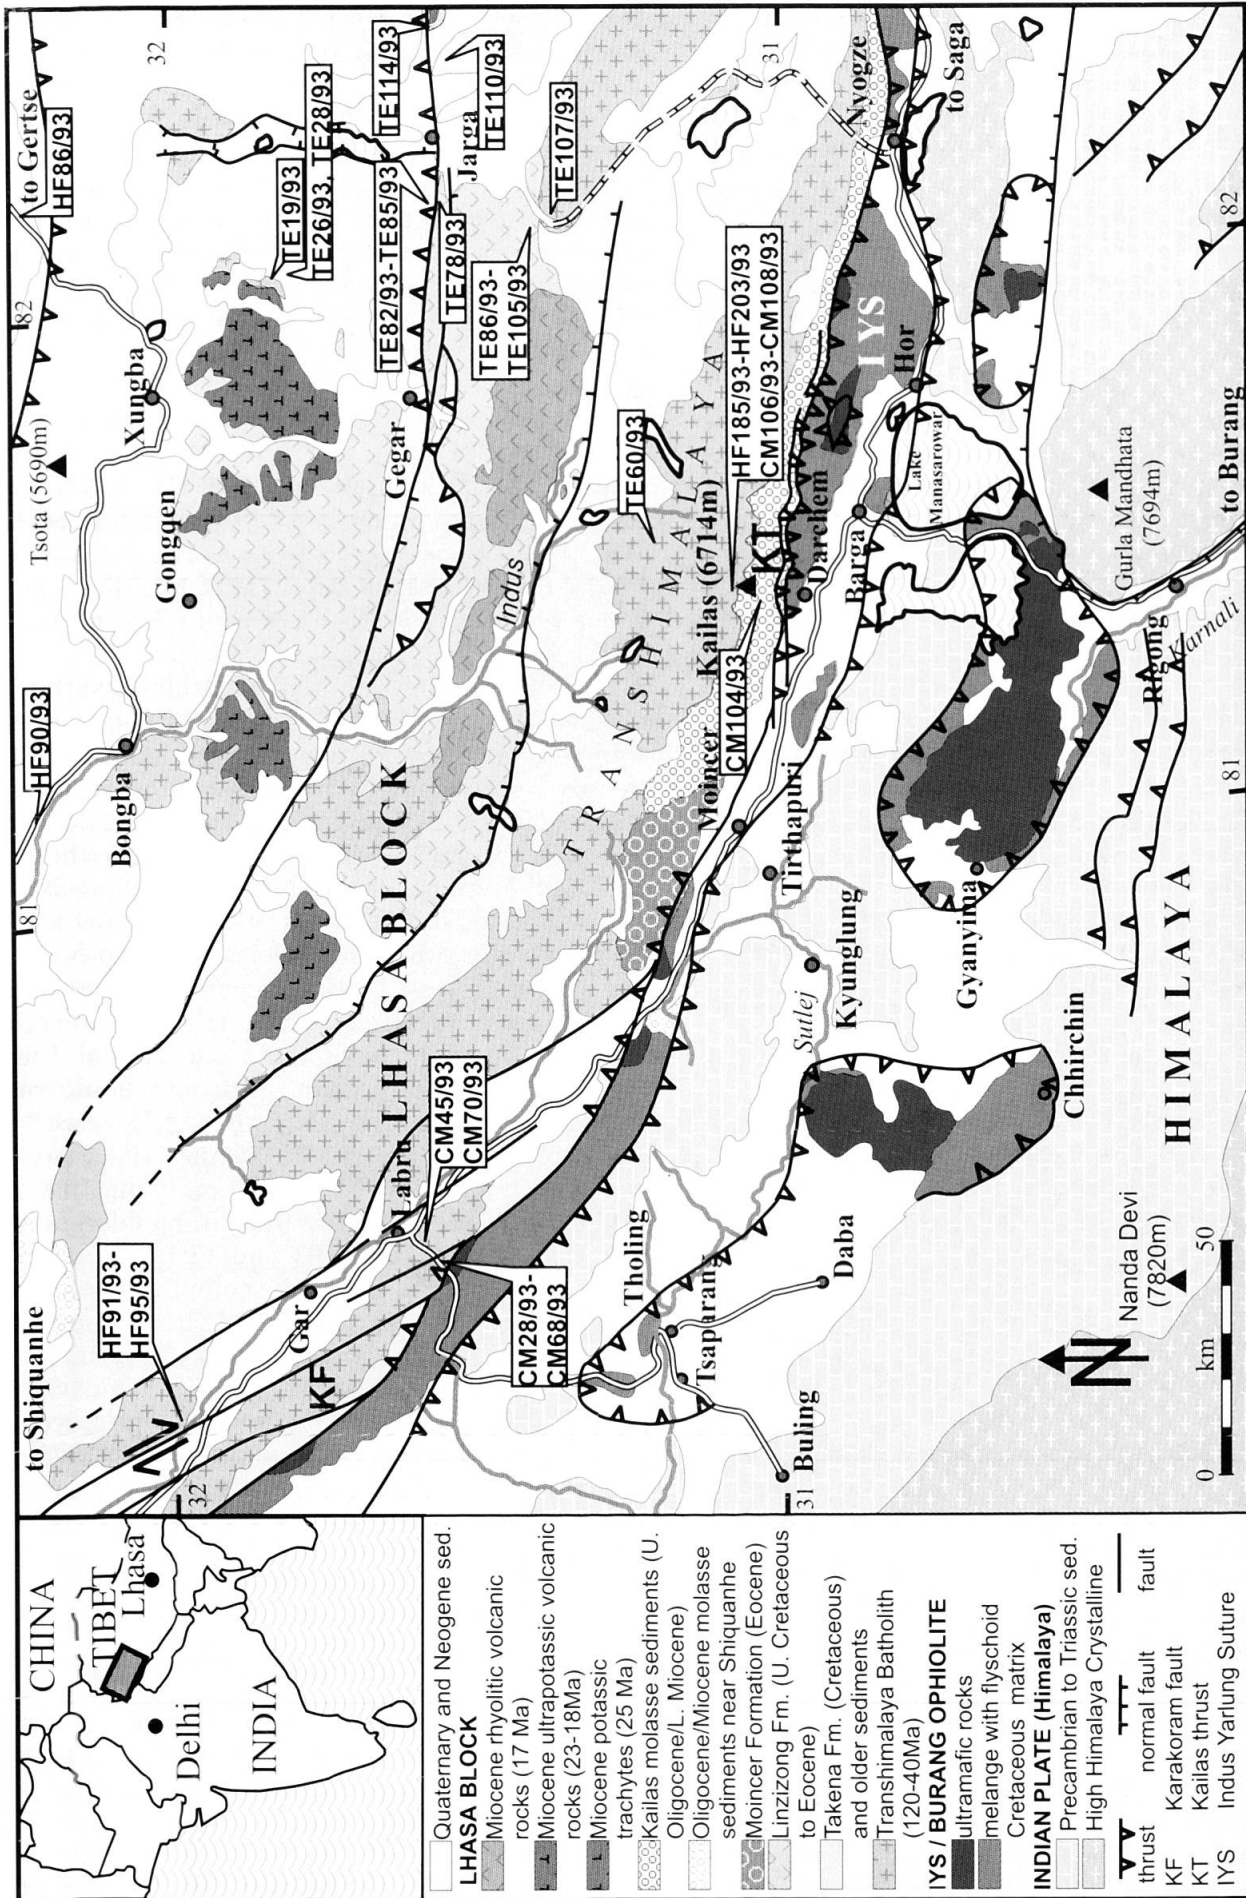 CHINA
TIBET
Lhasa
Delhi
INDIA
Quaternary and Neogene sed.
LHASA BLOCK
Miocene rhyolitic volcanic
rocks (17 Ma)
Miocene ultrapotassic volcanic
rocks (23-18Ma)
Miocene potassic
trachytes (25 Ma)
Kailas molasse sediments (U.
Oligocene/L. Miocene)
Oligocene/Miocene molasse
sediments near Shiquanhe
Moincer Formation (Eocene)
Linzizong Fm. (U. Cretaceous
to Eocene)
Takena Fm. (Cretaceous)
and older sediments
Transhimalaya Batholith
(120-40Ma)
IYS / BURANG OPHIOLITE
ultramafic rocks
melange with flyschoid
Cretaceous matrix
INDIAN PLATE (Himalaya)
Precambrian to Triassic sed.
High Himalaya Crystalline
thrust
normal fault
fault
KF Karakoram fault
KT Kailas thrust
IYS Indus Yarlung Suture
to Shiquanhe
HF91/93-
HF95/93
32
Gar
KF
Labru
CM45/93
CM70/93
CM28/93-
CM68/93
Tholing
Tsaparang
Daba
Buling
31
0
km
50
Nanda Devi
(7820m)
N
81
HF90/93
Bongba
LHASA BLOCK
TRANSHIMALAYA
Moincer
Tirthapuri
Kyunglung
Sutlej
Gyanyima
Chhirchin
HIMALAYA
81
Tsota (5690m)
Gongqen
Xungba
Gegar
Indus
TE60/93
Kailas (6714m)
KT
CM104/93
HF185/93-HF203/93
CM106/93-CM108/93
Darchem
Barga
Lake
Manasarowar
Hor
IYS
Gurla Mandhata
(7694m)
Rigong
Karnali
to Burang
82
to Gertse
HF86/93
82
32
TE19/93
TE26/93, TE28/93
TE82/93-TE85/93
TE78/93
TE86/93-
TE105/93
TE114/93
Jarga
TE110/93
TE107/93
31
Nyogze
to Saga